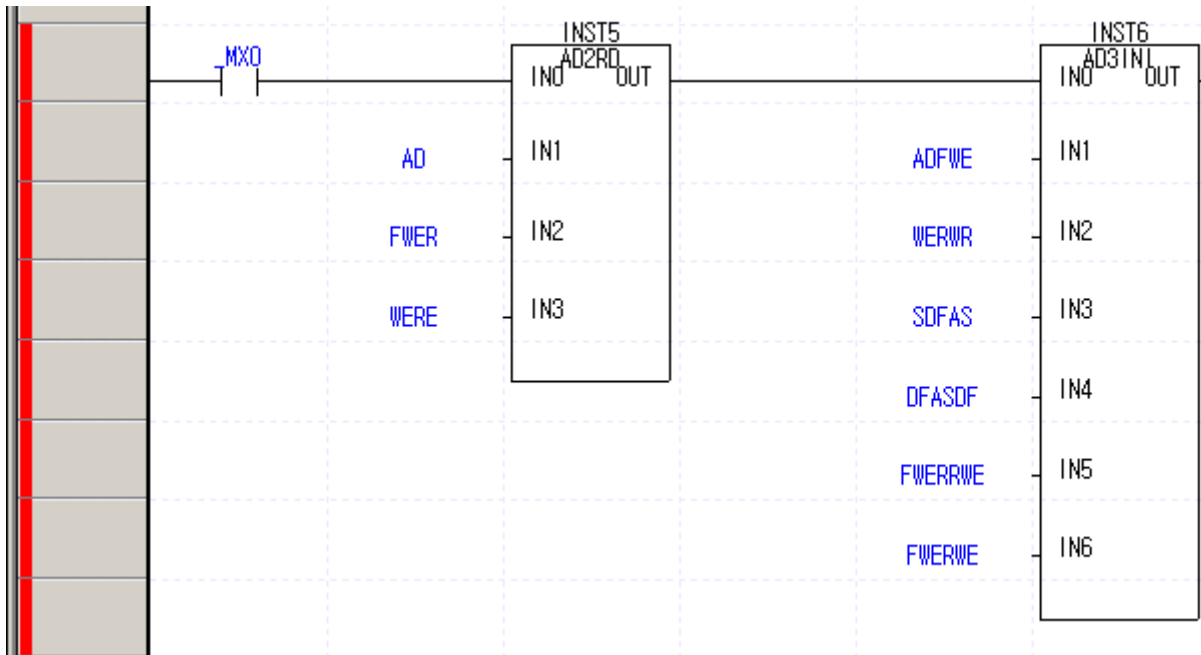 INST5
INST6
_MX0
AD2RD
AD3INI
IN0 OUT
IN0 OUT
AD IN1
ADFWE IN1
FWER IN2
WERWR IN2
WERE IN3
SDFAS IN3
DFASDF IN4
FWERRWE IN5
FWERWE IN6